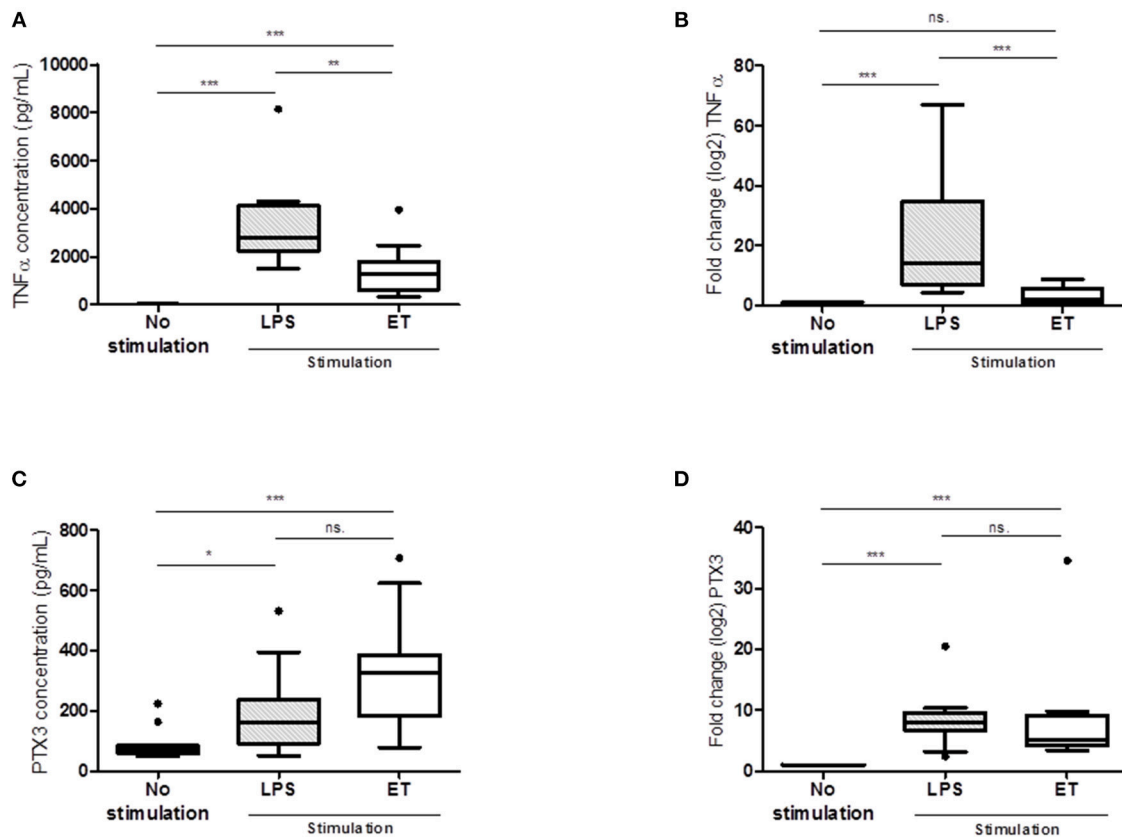 A
***
***
**
TNFα concentration (pg/mL)
10000
8000
6000
4000
2000
0
No stimulation
LPS
ET
Stimulation
B
ns.
***
***
Fold change (log2) TNFα
80
60
40
20
0
No stimulation
LPS
ET
Stimulation
C
***
ns.
*
PTX3 concentration (pg/mL)
800
600
400
200
0
No stimulation
LPS
ET
Stimulation
D
***
ns.
***
Fold change (log2) PTX3
40
30
20
10
0
No stimulation
LPS
ET
Stimulation